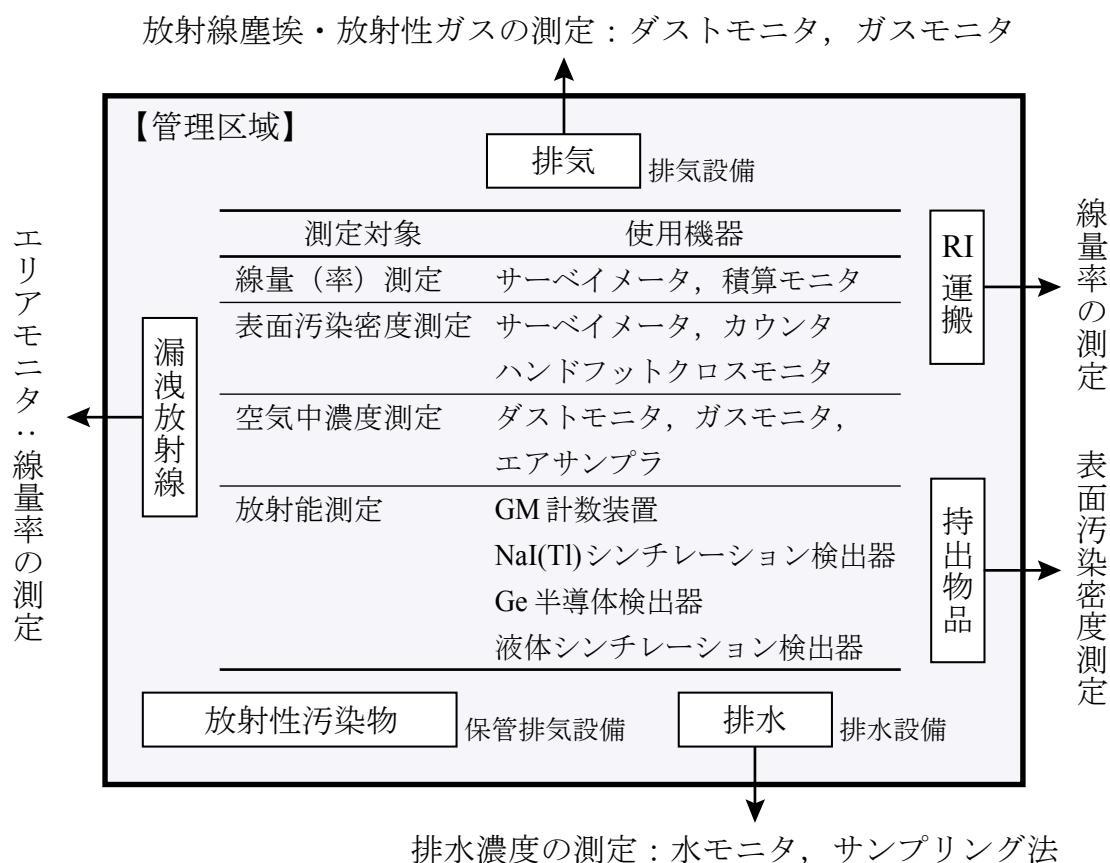 放射線塵埃・放射性ガスの測定：ダストモニタ，ガスモニタ
【管理区域】
排気
排気設備
測定対象 使用機器
線量（率）測定 サーベイメータ，積算モニタ
表面汚染密度測定 サーベイメータ，カウンタ
ハンドフットクロスモニタ
空気中濃度測定 ダストモニタ，ガスモニタ，
エアサンプラ
放射能測定 GM計数装置
NaI(Tl)シンチレーション検出器
Ge半導体検出器
液体シンチレーション検出器
漏洩放射線
エリアモニタ：線量率の測定
RI運搬
線量率の測定
持出物品
表面汚染密度測定
放射性汚染物
保管排気設備
排水
排水設備
排水濃度の測定：水モニタ，サンプリング法